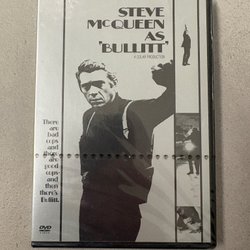 STEVE
McQUEEN
AS
'BULLITT'
A SOLAR PRODUCTION
There
are bad
cops and
there
are good
cops–
and then
there's
Bullitt.
DVD